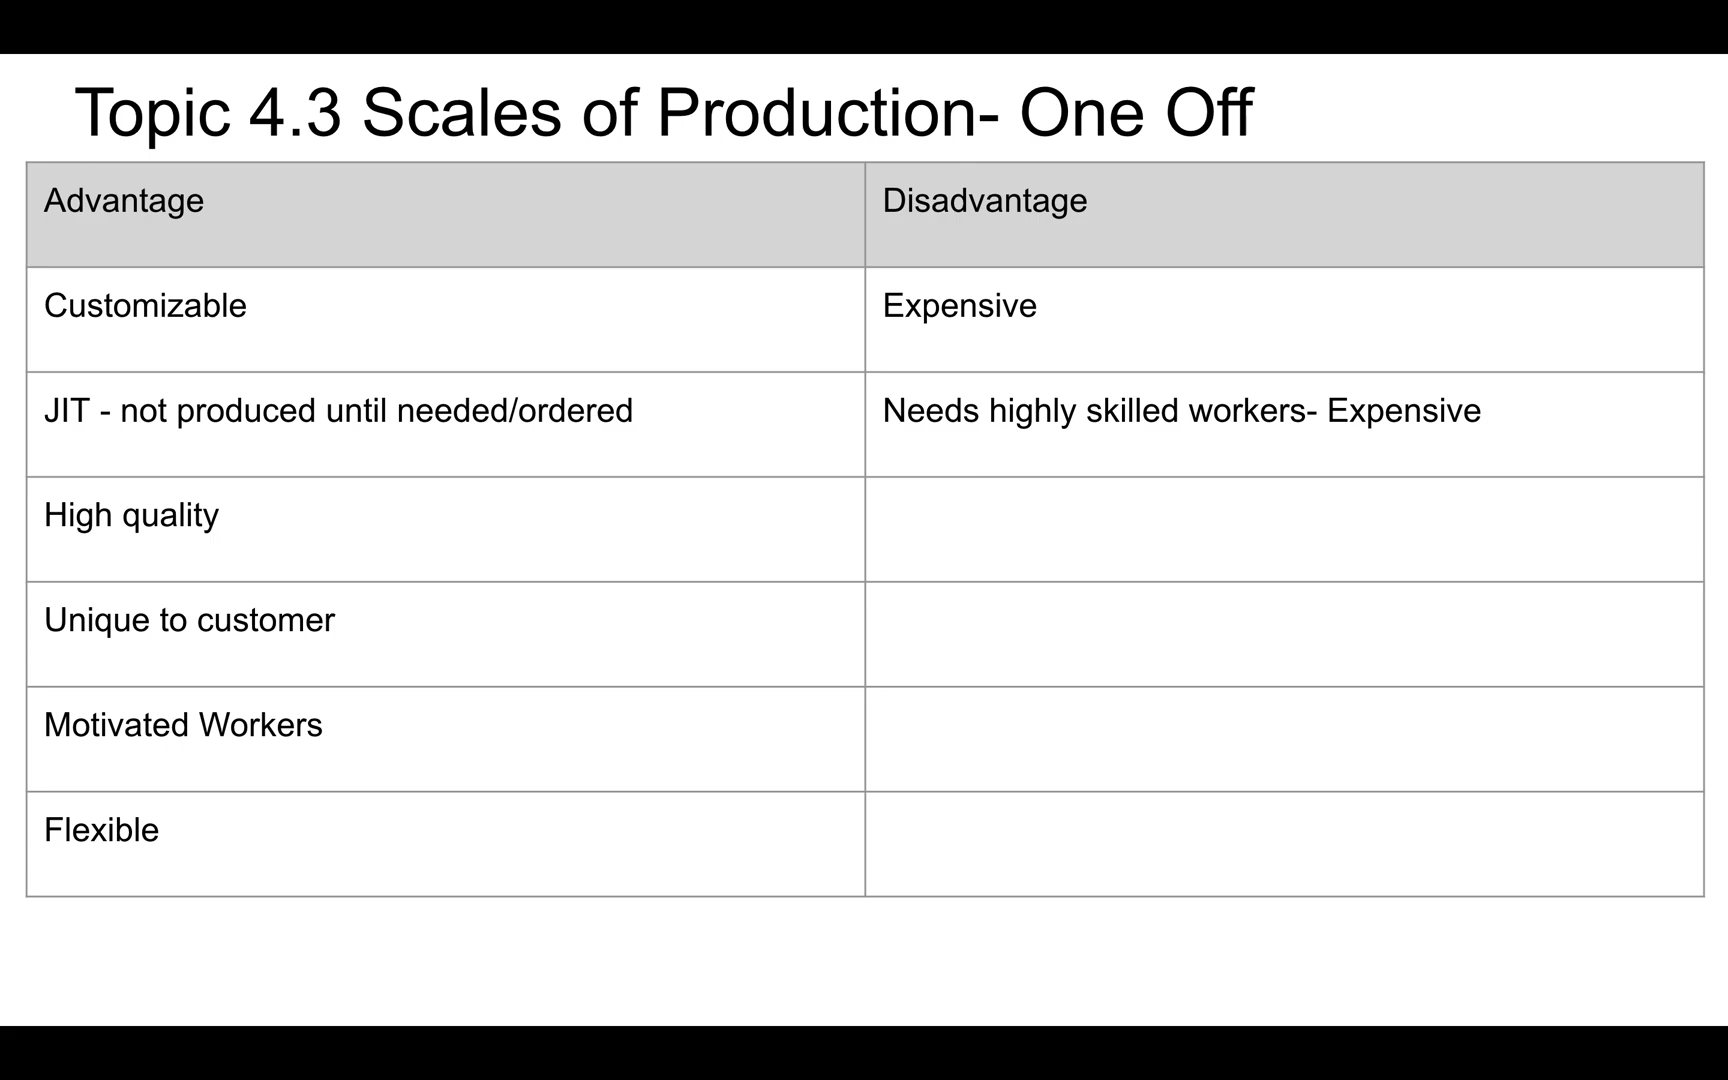 Topic 4.3 Scales of Production- One Off
Advantage
Disadvantage
Customizable
Expensive
JIT - not produced until needed/ordered
Needs highly skilled workers- Expensive
High quality
Unique to customer
Motivated Workers
Flexible